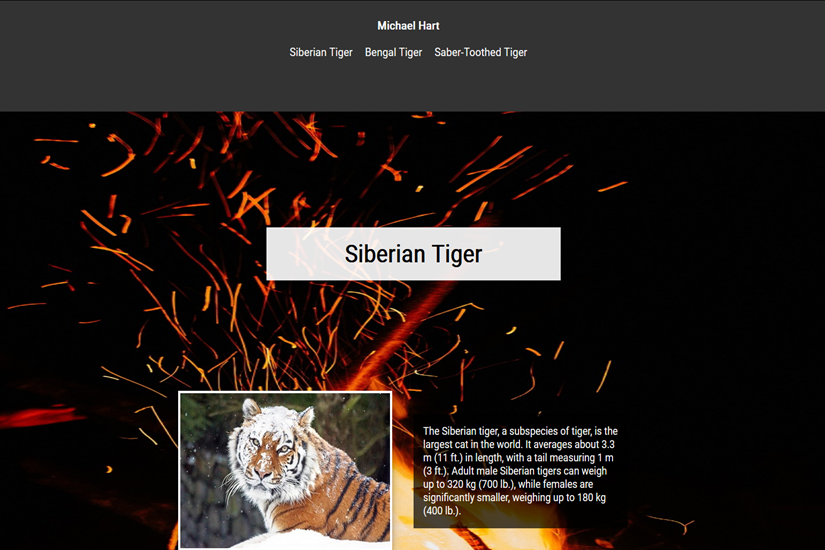 Michael Hart
Siberian Tiger Bengal Tiger Saber-Toothed Tiger
Siberian Tiger
The Siberian tiger, a subspecies of tiger, is the
largest cat in the world. It averages about 3.3
m (11 ft.) in length, with a tail measuring 1 m
(3 ft.). Adult male Siberian tigers can weigh
up to 320 kg (700 lb.), while females are
significantly smaller, weighing up to 180 kg
(400 lb.).